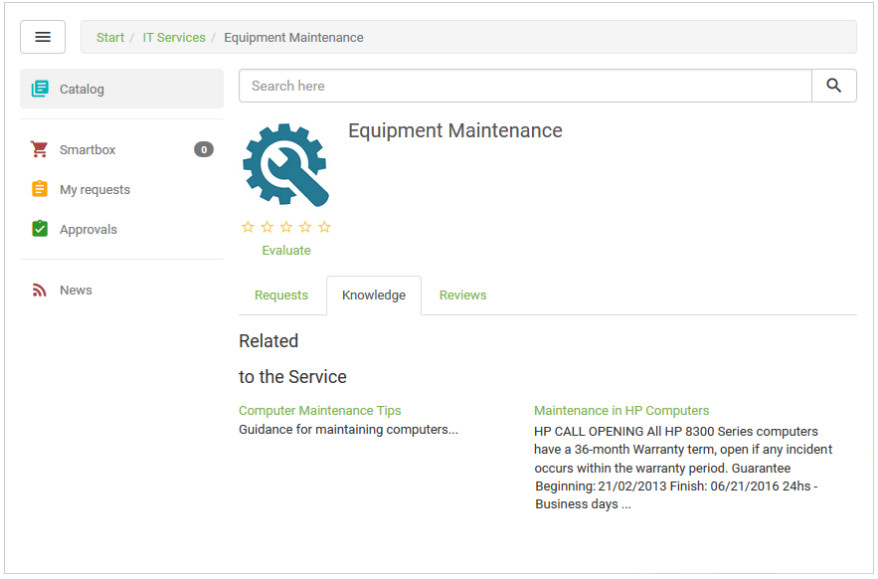 Start / IT Services / Equipment Maintenance
Catalog
Search here
Smartbox 0
My requests
Approvals
News
Equipment Maintenance
Evaluate
Requests Knowledge Reviews
Related
to the Service
Computer Maintenance Tips
Guidance for maintaining computers...
Maintenance in HP Computers
HP CALL OPENING All HP 8300 Series computers
have a 36-month Warranty term, open if any incident
occurs within the warranty period. Guarantee
Beginning: 21/02/2013 Finish: 06/21/2016 24hs -
Business days ...